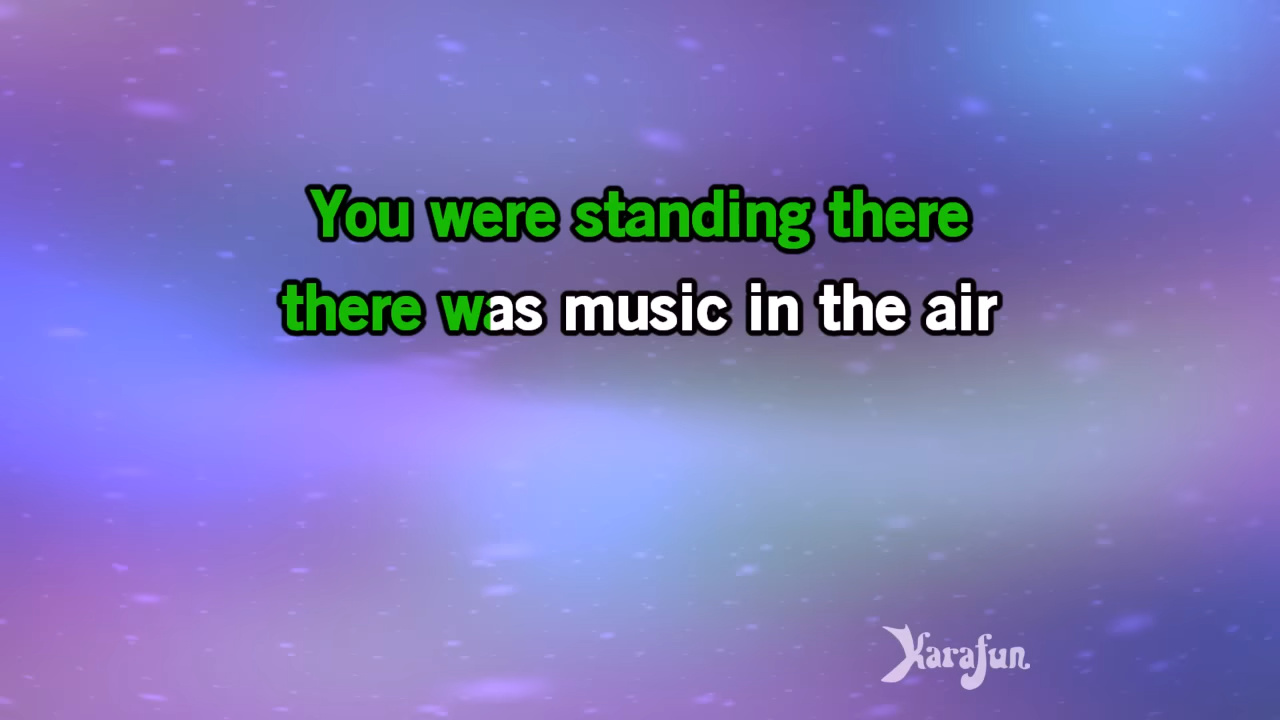 You were standing there
there was music in the air
Karafun